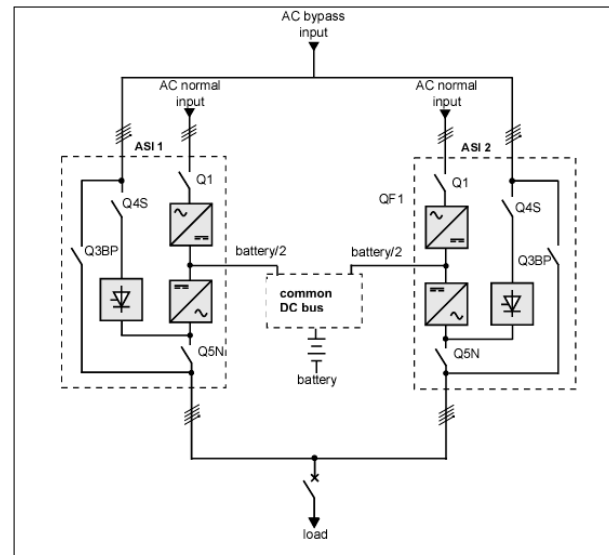 AC bypass
input
AC normal
input
AC normal
input
ASI 1
ASI 2
Q1
Q1
Q4S
QF1
Q4S
Q3BP
Q3BP
battery/2
battery/2
common
DC bus
Q5N
Q5N
battery
load